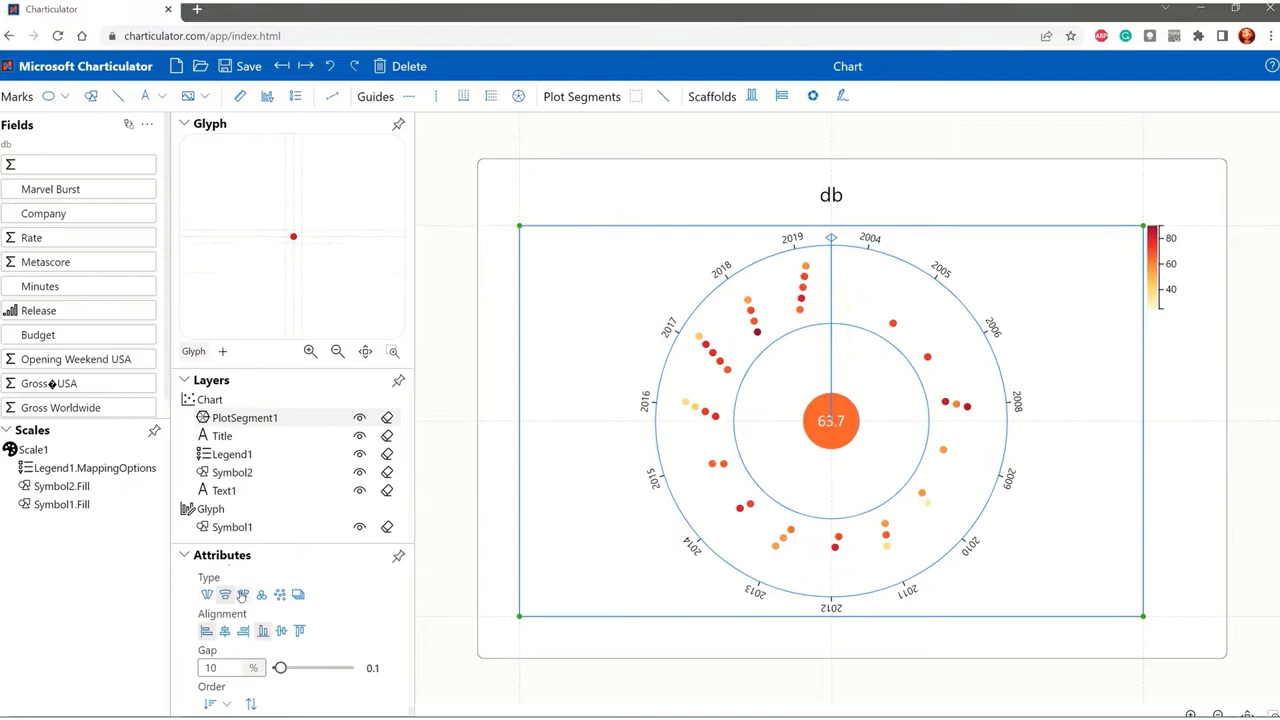 Charticulator
charticulator.com/app/index.html
ABP
Microsoft Charticulator
Save
Delete
Chart
Marks
A
Guides
Plot Segments
Scaffolds
Fields
db
Σ
Marvel Burst
Company
Σ Rate
Σ Metascore
Minutes
Release
Budget
Σ Opening Weekend USA
Σ Gross�USA
Gross Worldwide
Scales
Scale1
Legend1.MappingOptions
Symbol2.Fill
Symbol1.Fill
Glyph
Glyph
Layers
Chart
PlotSegment1
A Title
Legend1
Symbol2
A Text1
Glyph
Symbol1
Attributes
Type
Alignment
Gap
10 % 0.1
Order
db
2004
2005
2006
2008
2009
2010
2011
2012
2013
2014
2015
2016
2017
2018
2019
63.7
80
60
40